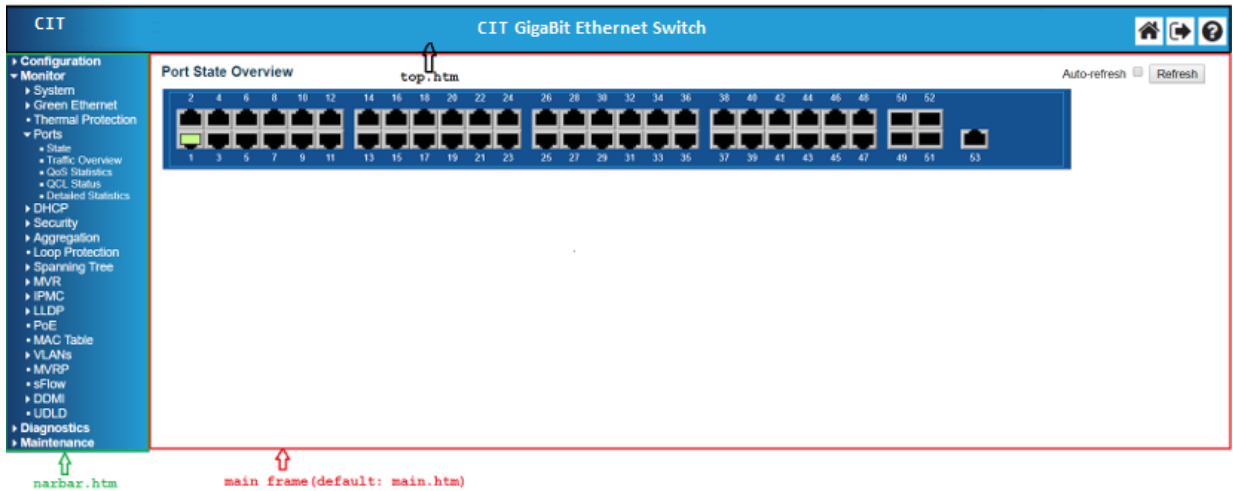 CIT
CIT GigaBit Ethernet Switch
top.htm
Configuration
Monitor
System
Green Ethernet
Thermal Protection
Ports
State
Traffic Overview
QoS Statistics
QCL Status
Detailed Statistics
DHCP
Security
Aggregation
Loop Protection
Spanning Tree
MVR
IPMC
LLDP
PoE
MAC Table
VLANs
MVRP
sFlow
DDMI
UDLD
Diagnostics
Maintenance
Port State Overview
Auto-refresh Refresh
2 4 6 8 10 12 14 16 18 20 22 24 26 28 30 32 34 36 38 40 42 44 46 48 50 52
1 3 5 7 9 11 13 15 17 19 21 23 25 27 29 31 33 35 37 39 41 43 45 47 49 51 53
narbar.htm
main frame(default: main.htm)